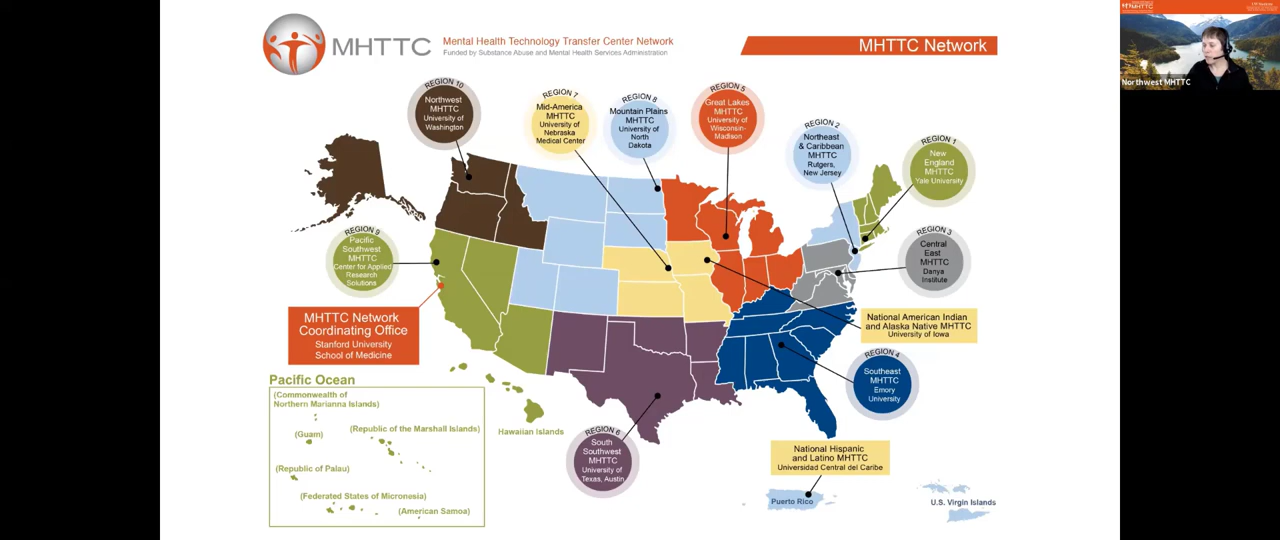 MHTTC
Mental Health Technology Transfer Center Network
Funded by Substance Abuse and Mental Health Services Administration
MHTTC Network
MHTTC
Northwest MHTTC
REGION 10
Northwest
MHTTC
University of
Washington
REGION 7
Mid-America
MHTTC
University of
Nebraska
Medical Center
REGION 8
Mountain Plains
MHTTC
University of
North
Dakota
REGION 5
Great Lakes
MHTTC
University of
Wisconsin-
Madison
REGION 2
Northeast
& Caribbean
MHTTC
Rutgers,
New Jersey
REGION 1
New
England
MHTTC
Yale University
REGION 9
Pacific
Southwest
MHTTC
Center for Applied
Research
Solutions
REGION 3
Central
East
MHTTC
Danya
Institute
MHTTC Network
Coordinating Office
Stanford University
School of Medicine
National American Indian
and Alaska Native MHTTC
University of Iowa
REGION 4
Southeast
MHTTC
Emory
University
Pacific Ocean
(Commonwealth of
Northern Marianna Islands)
(Guam)
(Republic of the Marshall Islands)
(Republic of Palau)
(Federated States of Micronesia)
(American Samoa)
Hawaiian Islands
REGION 6
South
Southwest
MHTTC
University of
Texas, Austin
National Hispanic
and Latino MHTTC
Universidad Central del Caribe
Puerto Rico
U.S. Virgin Islands